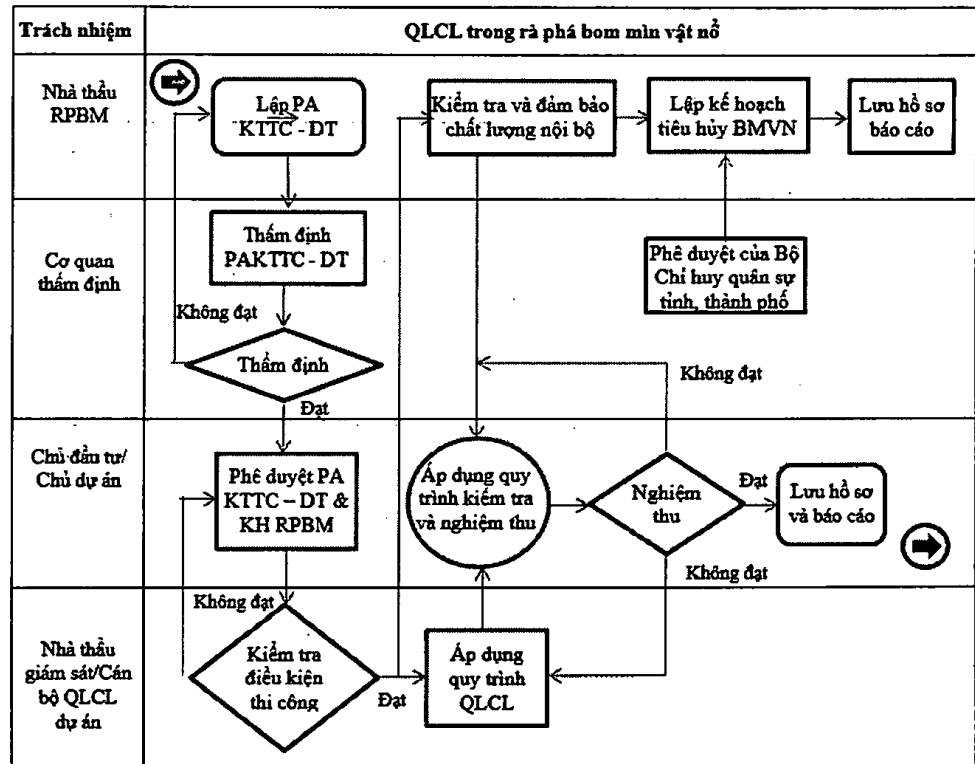 Trách nhiệm
QLCL trong rà phá bom mìn vật nổ
Nhà thầu
RPBM
Lập PA
KTTC - DT
Kiểm tra và đảm bảo
chất lượng nội bộ
Lập kế hoạch
tiêu hủy BMVN
Lưu hồ sơ
báo cáo
Cơ quan
thẩm định
Thẩm định
PAKTTC - DT
Phê duyệt của Bộ
Chỉ huy quân sự
tỉnh, thành phố
Không đạt
Thẩm định
Không đạt
Đạt
Chủ đầu tư/
Chủ dự án
Phê duyệt PA
KTTC – DT &
KH RPBM
Áp dụng quy
trình kiểm tra
và nghiệm thu
Nghiệm
thu
Đạt
Lưu hồ sơ
và báo cáo
Không đạt
Không đạt
Nhà thầu
giám sát/Cán
bộ QLCL
dự án
Kiểm tra
điều kiện
thi công
Đạt
Áp dụng
quy trình
QLCL